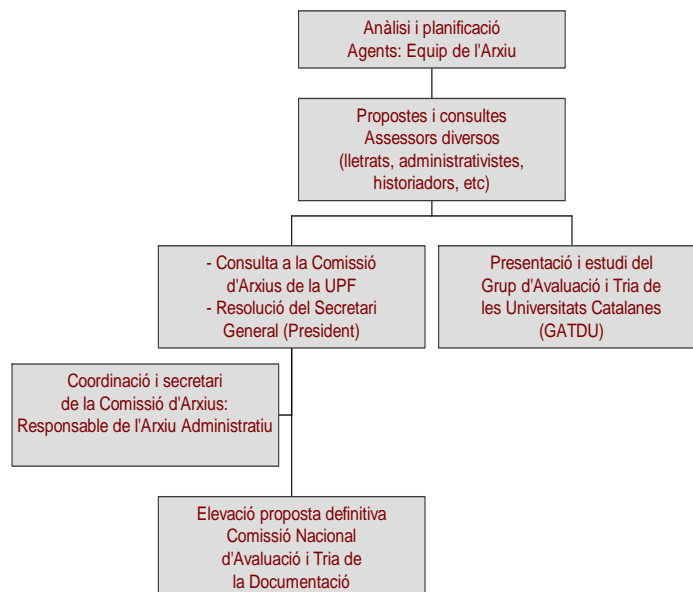 Anàlisi i planificació
Agents: Equip de l'Arxiu
Propostes i consultes
Assessors diversos
(lletrats, administrativistes,
historiadors, etc)
- Consulta a la Comissió
d'Arxius de la UPF
- Resolució del Secretari
General (President)
Presentació i estudi del
Grup d'Avaluació i Tria de
les Universitats Catalanes
(GATDU)
Coordinació i secretari
de la Comissió d'Arxius:
Responsable de l'Arxiu Administratiu
Elevació proposta definitiva
Comissió Nacional
d'Avaluació i Tria de
la Documentació